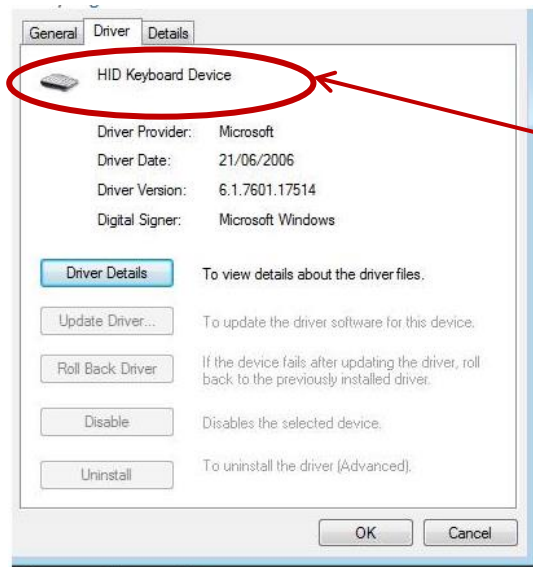 General Driver Details
HID Keyboard Device
Driver Provider: Microsoft
Driver Date: 21/06/2006
Driver Version: 6.1.7601.17514
Digital Signer: Microsoft Windows
Driver Details To view details about the driver files.
Update Driver... To update the driver software for this device.
Roll Back Driver If the device fails after updating the driver, roll
back to the previously installed driver.
Disable Disables the selected device.
Uninstall To uninstall the driver (Advanced).
OK Cancel